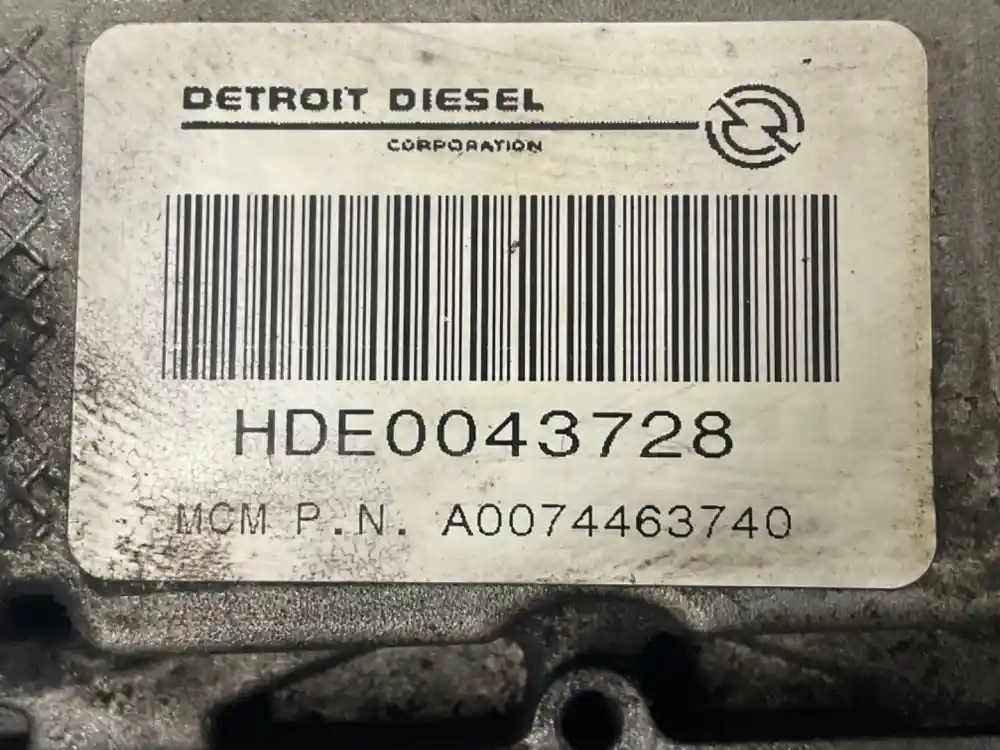 DETROIT DIESEL
CORPORATION
HDE0043728
MCM P.N. A0074463740